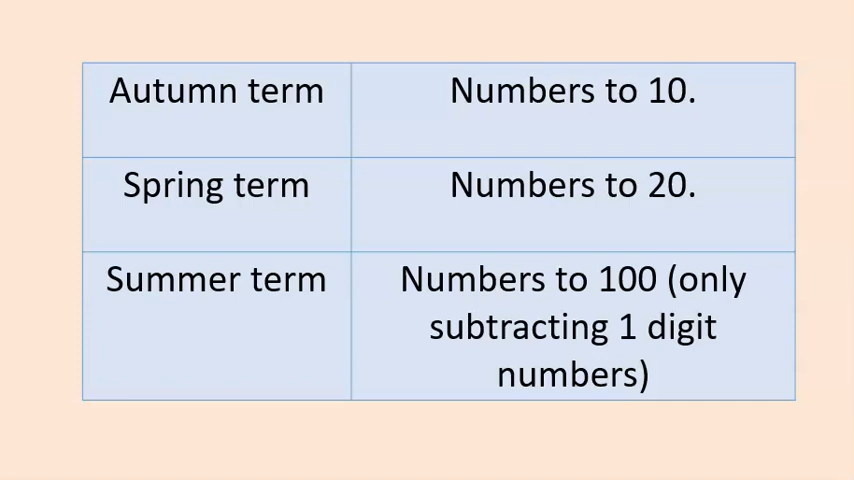 Autumn term
Numbers to 10.
Spring term
Numbers to 20.
Summer term
Numbers to 100 (only
subtracting 1 digit
numbers)